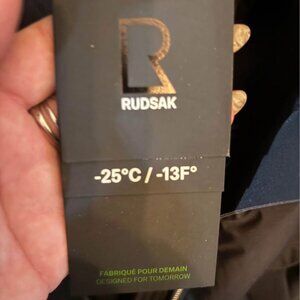 R
RUDSAK
-25°C / -13F°
FABRIQUÉ POUR DEMAIN
DESIGNED FOR TOMORROW